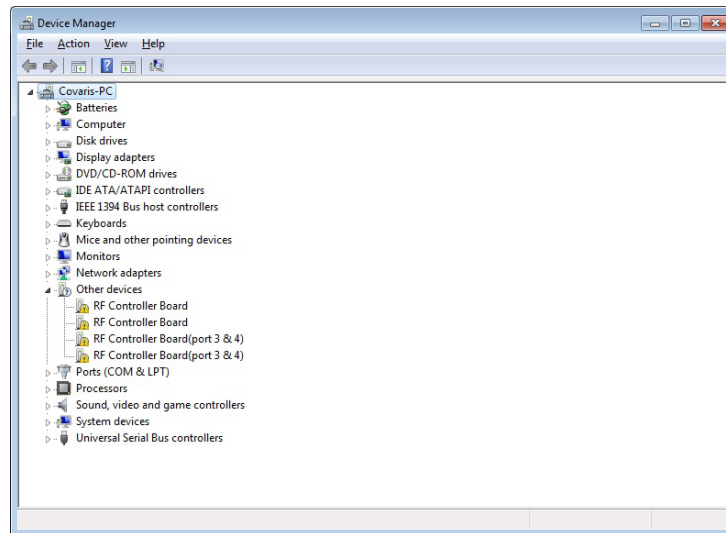 Device Manager
File Action View Help
Covaris-PC
Batteries
Computer
Disk drives
Display adapters
DVD/CD-ROM drives
IDE ATA/ATAPI controllers
IEEE 1394 Bus host controllers
Keyboards
Mice and other pointing devices
Monitors
Network adapters
Other devices
RF Controller Board
RF Controller Board
RF Controller Board(port 3 & 4)
RF Controller Board(port 3 & 4)
Ports (COM & LPT)
Processors
Sound, video and game controllers
System devices
Universal Serial Bus controllers